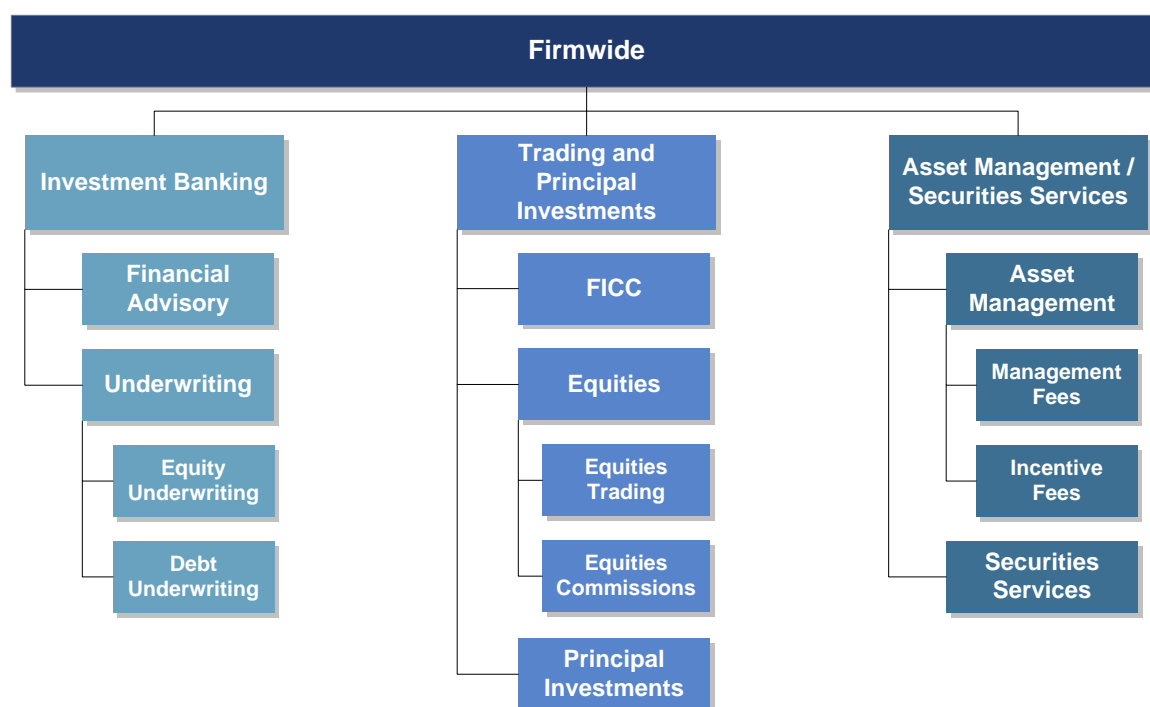 Firmwide
Investment Banking
Financial
Advisory
Underwriting
Equity
Underwriting
Debt
Underwriting
Trading and
Principal
Investments
FICC
Equities
Equities
Trading
Equities
Commissions
Principal
Investments
Asset Management /
Securities Services
Asset
Management
Management
Fees
Incentive
Fees
Securities
Services